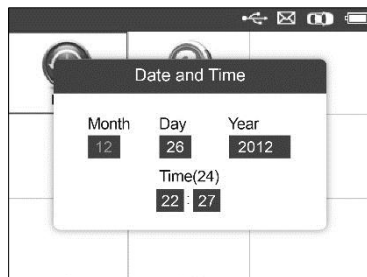 Date and Time
Month Day Year
12 26 2012
Time(24)
22 : 27